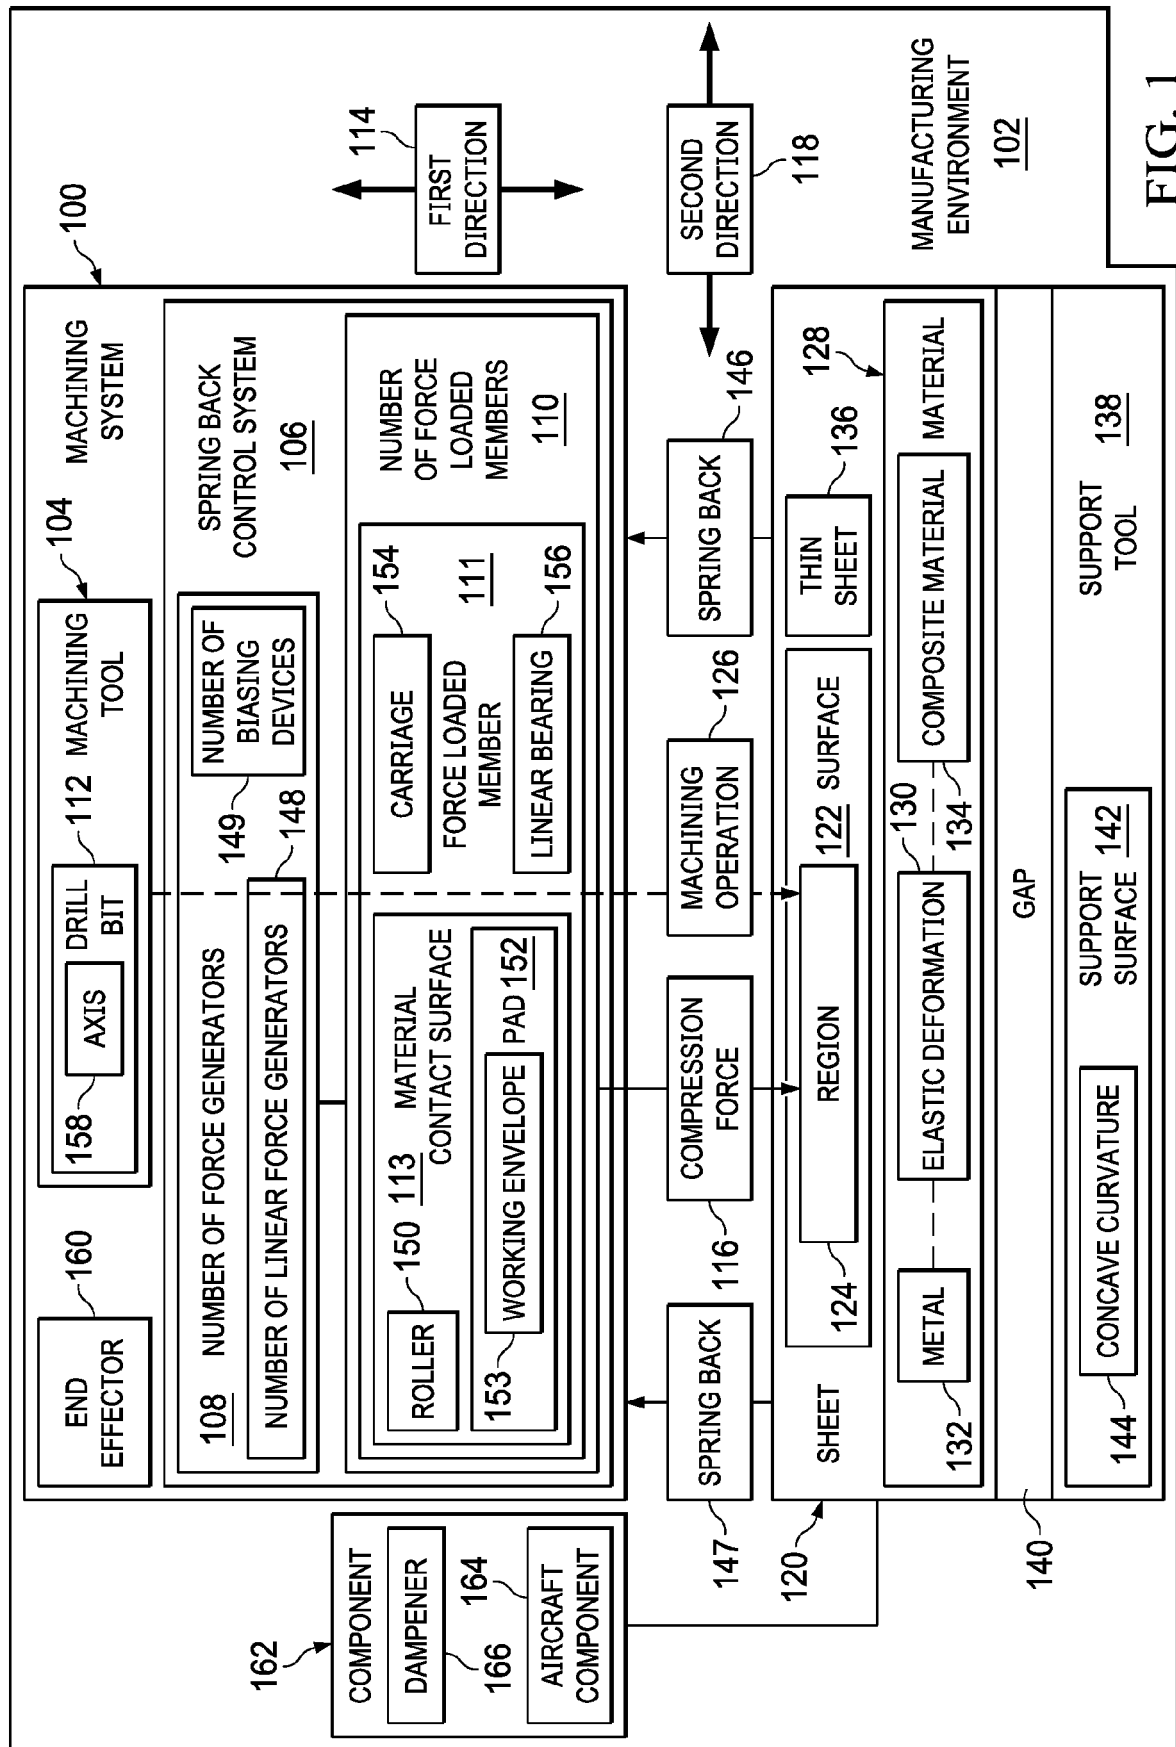 MANUFACTURING
ENVIRONMENT
102
114
FIRST
DIRECTION
SECOND
DIRECTION
118
100
MACHINING
SYSTEM
END
EFFECTOR
160
158
AXIS
DRILL
BIT
112
MACHINING
TOOL
104
SPRING BACK
CONTROL SYSTEM
106
108
NUMBER OF FORCE GENERATORS
NUMBER OF LINEAR FORCE GENERATORS
148
149
NUMBER OF
BIASING
DEVICES
NUMBER
OF FORCE
LOADED
MEMBERS
110
MATERIAL
CONTACT SURFACE
113
ROLLER
150
153
WORKING ENVELOPE
PAD
152
CARRIAGE
154
FORCE LOADED
MEMBER
111
LINEAR BEARING
156
162
COMPONENT
DAMPENER
166
164
AIRCRAFT
COMPONENT
147
SPRING BACK
116
COMPRESSION
FORCE
MACHINING
OPERATION
126
SPRING BACK
146
120
SHEET
124
REGION
122
SURFACE
THIN
SHEET
136
132
METAL
ELASTIC DEFORMATION
130
134
COMPOSITE MATERIAL
MATERIAL
128
140
GAP
144
CONCAVE CURVATURE
SUPPORT
SURFACE
142
SUPPORT
TOOL
138
FIG. 1